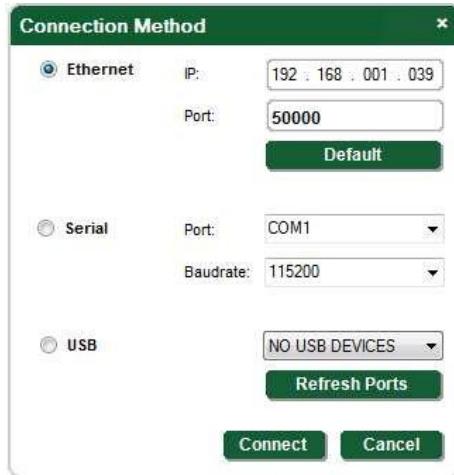 Connection Method ×
Ethernet IP: 192 . 168 . 001 . 039
Port: 50000
Default
Serial Port: COM1
Baudrate: 115200
USB NO USB DEVICES
Refresh Ports
Connect Cancel